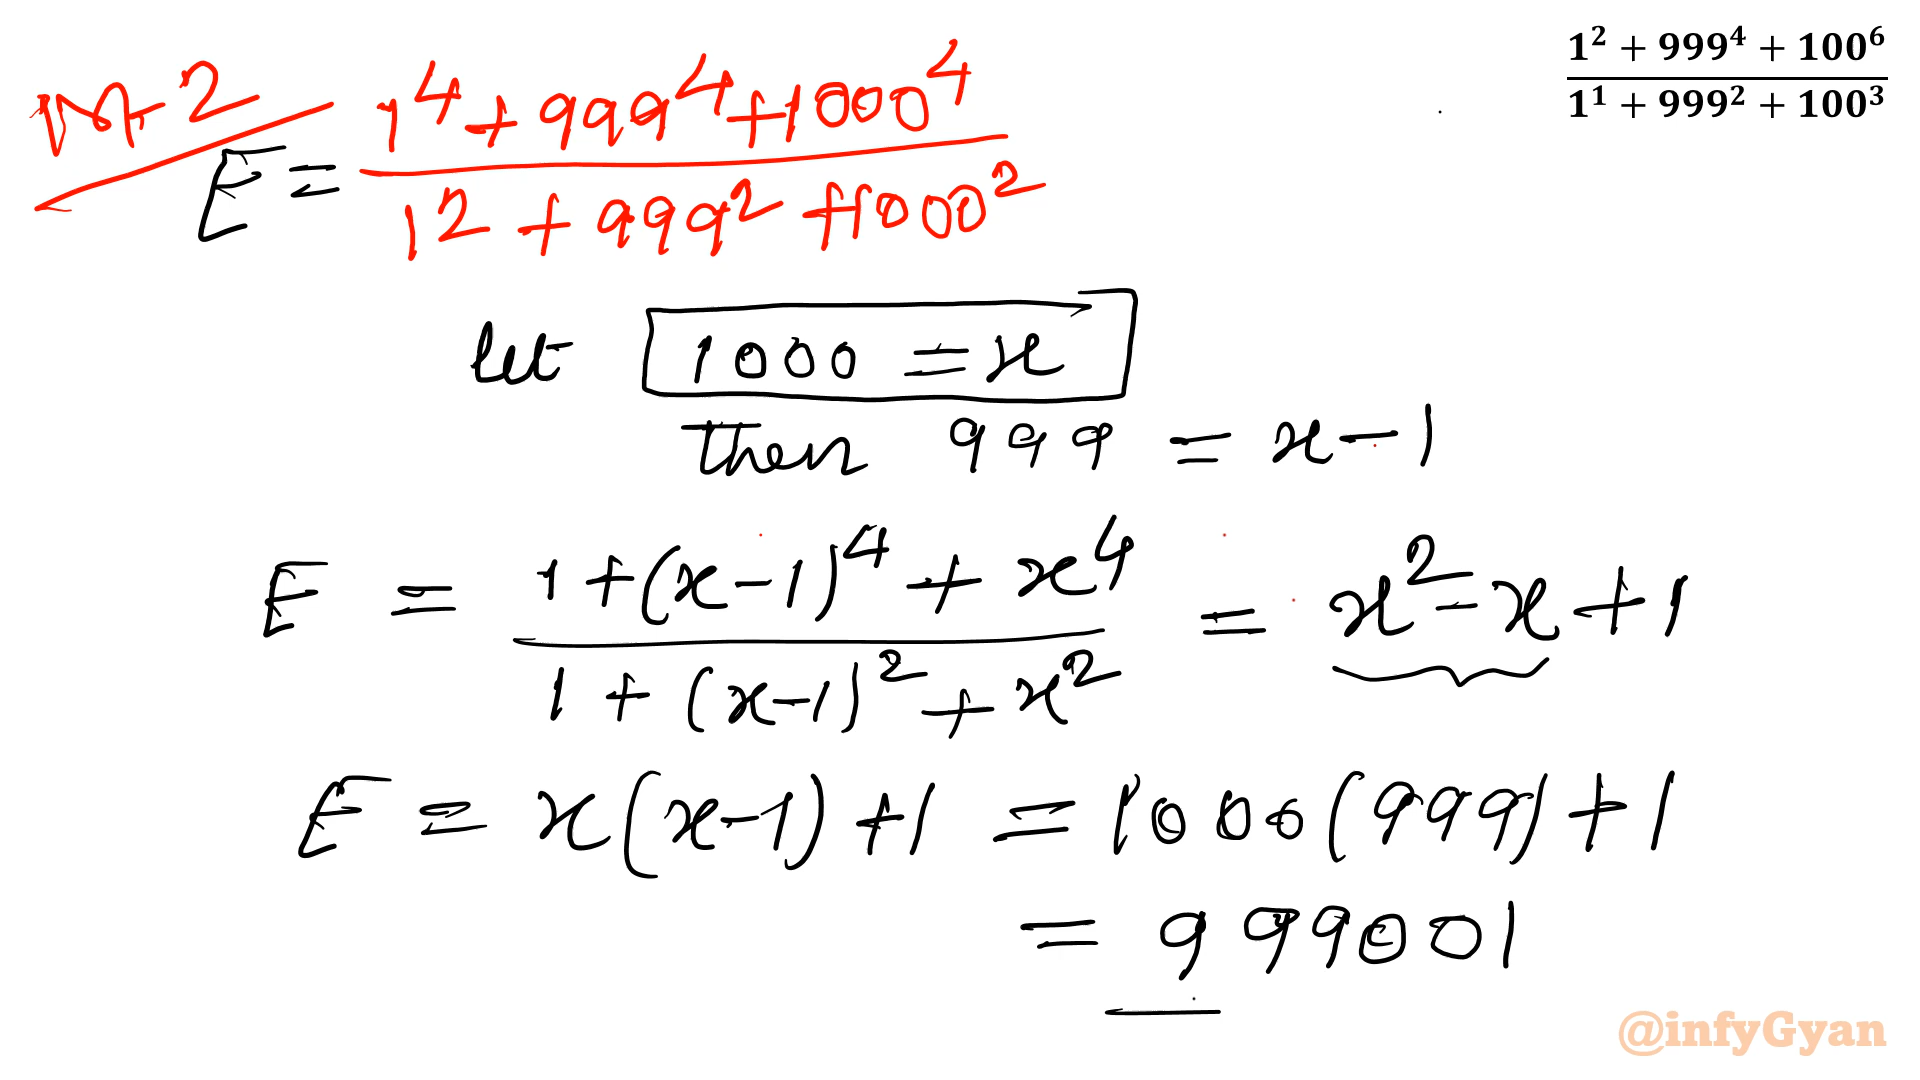 1² + 999⁴ + 100⁶
1¹ + 999² + 100³
M-2
E = 1⁴ + 999⁴ + 1000⁴
1² + 999² + 1000²
let 1000 = x
then 999 = x - 1
E = 1 + (x - 1)⁴ + x⁴ = x² - x + 1
1 + (x - 1)² + x²
E = x(x - 1) + 1 = 1000(999) + 1
= 999001
@infyGyan